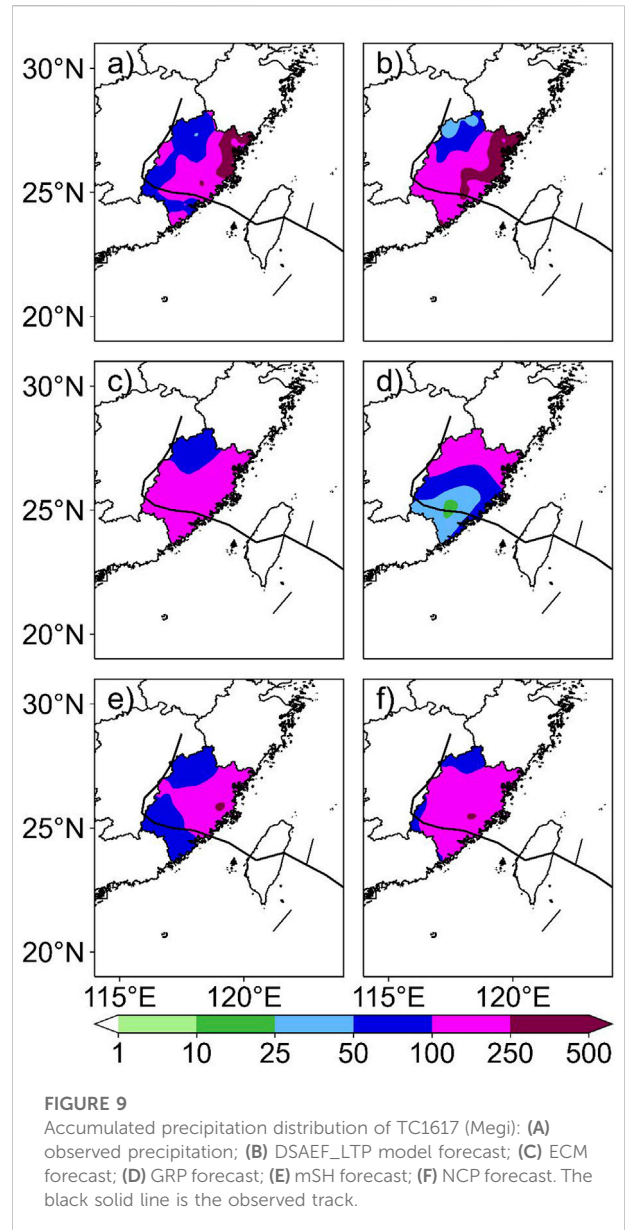 30°N
a)
b)
25°N
20°N
30°N
c)
d)
25°N
20°N
30°N
e)
f)
25°N
20°N
115°E 120°E 115°E 120°E
1 10 25 50 100 250 500
FIGURE 9
Accumulated precipitation distribution of TC1617 (Megi): (A)
observed precipitation; (B) DSAEF_LTP model forecast; (C) ECM
forecast; (D) GRP forecast; (E) mSH forecast; (F) NCP forecast. The
black solid line is the observed track.